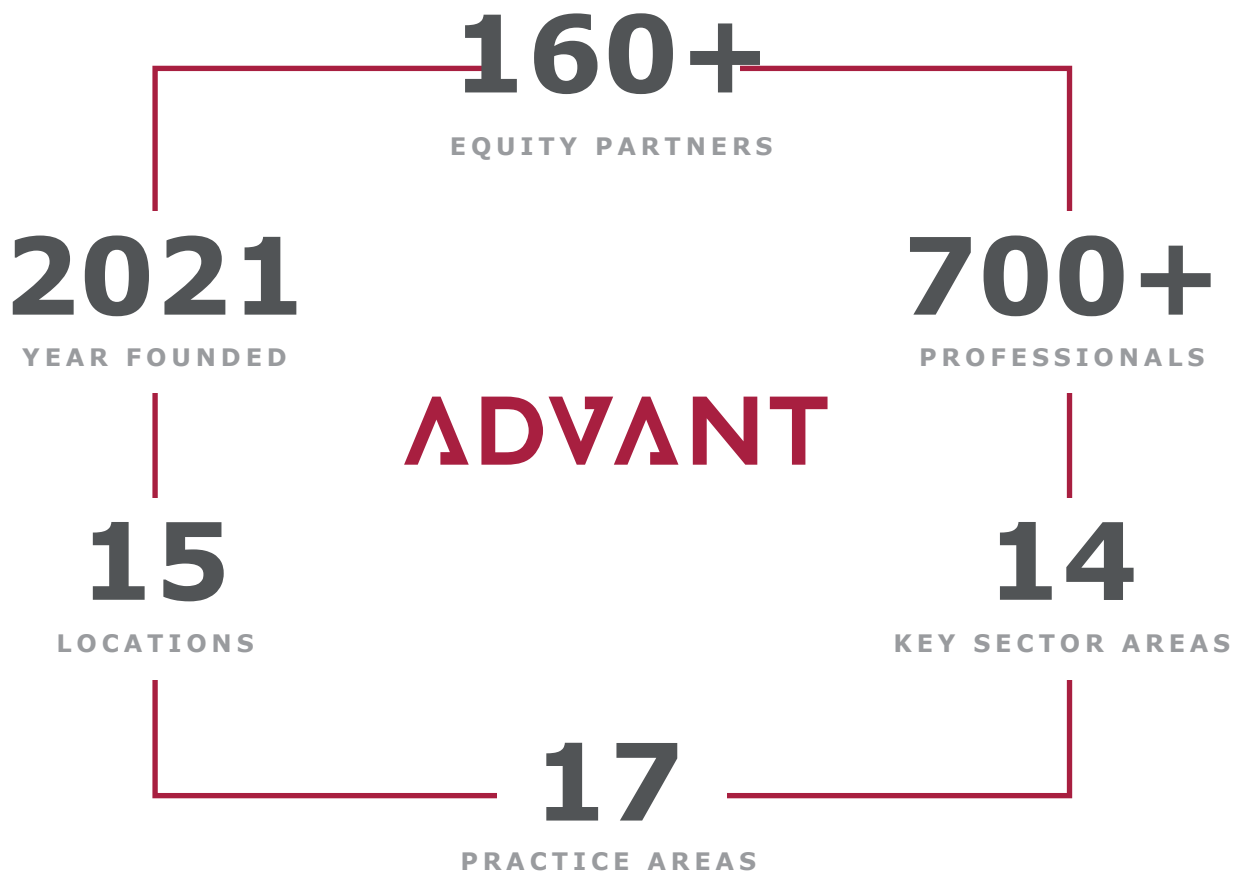 160+
EQUITY PARTNERS
2021
YEAR FOUNDED
700+
PROFESSIONALS
ADVANT
15
LOCATIONS
14
KEY SECTOR AREAS
17
PRACTICE AREAS